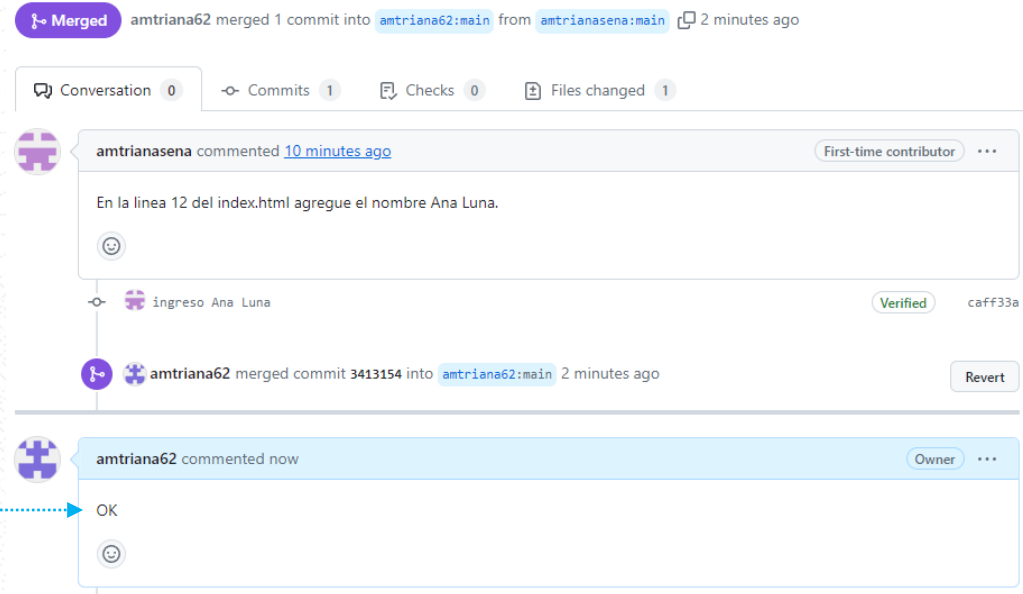 Merged amtriana62 merged 1 commit into amtriana62:main from amtrianasena:main 2 minutes ago
Conversation 0 Commits 1 Checks 0 Files changed 1
amtrianasena commented 10 minutes ago First-time contributor
En la linea 12 del index.html agregue el nombre Ana Luna.
ingreso Ana Luna Verified caff33a
amtriana62 merged commit 3413154 into amtriana62:main 2 minutes ago Revert
amtriana62 commented now Owner
OK